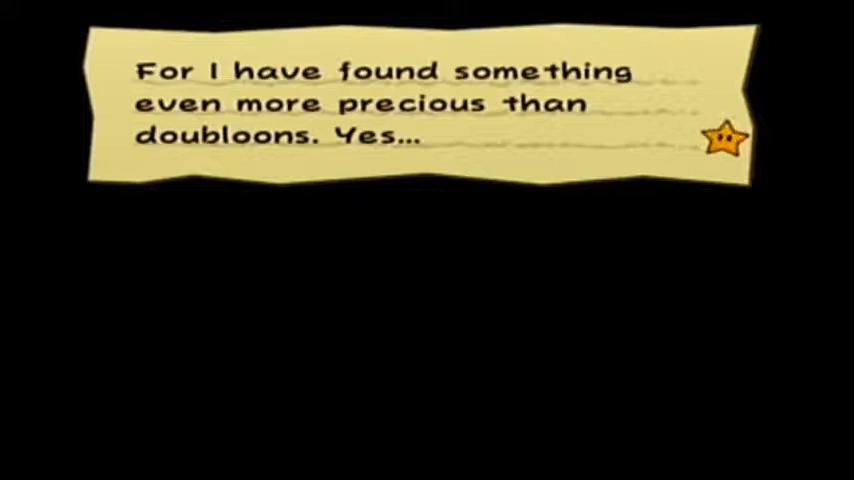 For I have found something
even more precious than
doubloons. Yes...